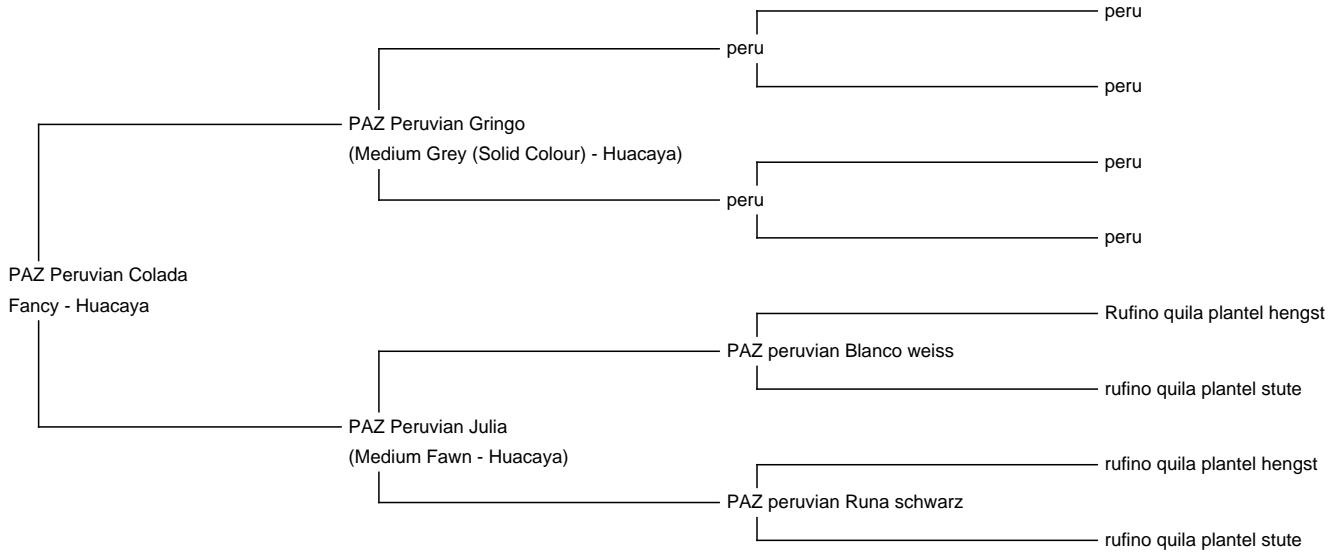 peru
peru
peru
PAZ Peruvian Gringo
(Medium Grey (Solid Colour) - Huacaya)
peru
peru
peru
PAZ Peruvian Colada
Fancy - Huacaya
Rufino quila plantel hengst
PAZ peruvian Blanco weiss
rufino quila plantel stute
PAZ Peruvian Julia
(Medium Fawn - Huacaya)
rufino quila plantel hengst
PAZ peruvian Runa schwarz
rufino quila plantel stute